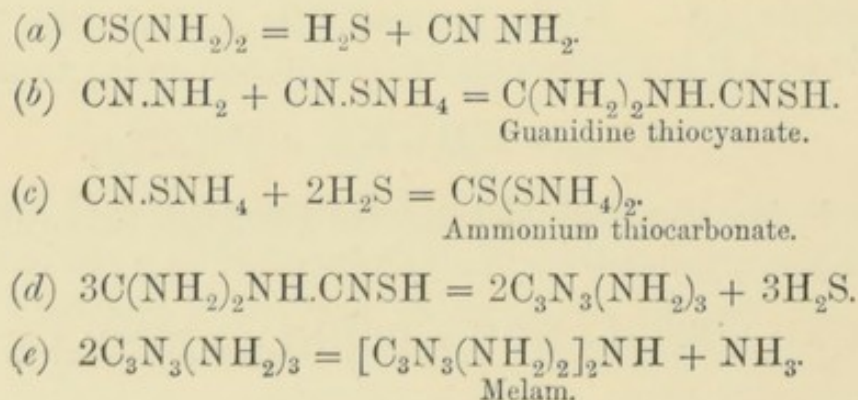 (a) CS(NH₂)₂ = H₂S + CN NH₂.
(b) CN.NH₂ + CN.SNH₄ = C(NH₂)₂NH.CNSH.
Guanidine thiocyanate.
(c) CN.SNH₄ + 2H₂S = CS(SNH₄)₂.
Ammonium thiocarbonate.
(d) 3C(NH₂)₂NH.CNSH = 2C₃N₃(NH₂)₃ + 3H₂S.
(e) 2C₃N₃(NH₂)₃ = [C₃N₃(NH₂)₂]₂NH + NH₃.
Melam.